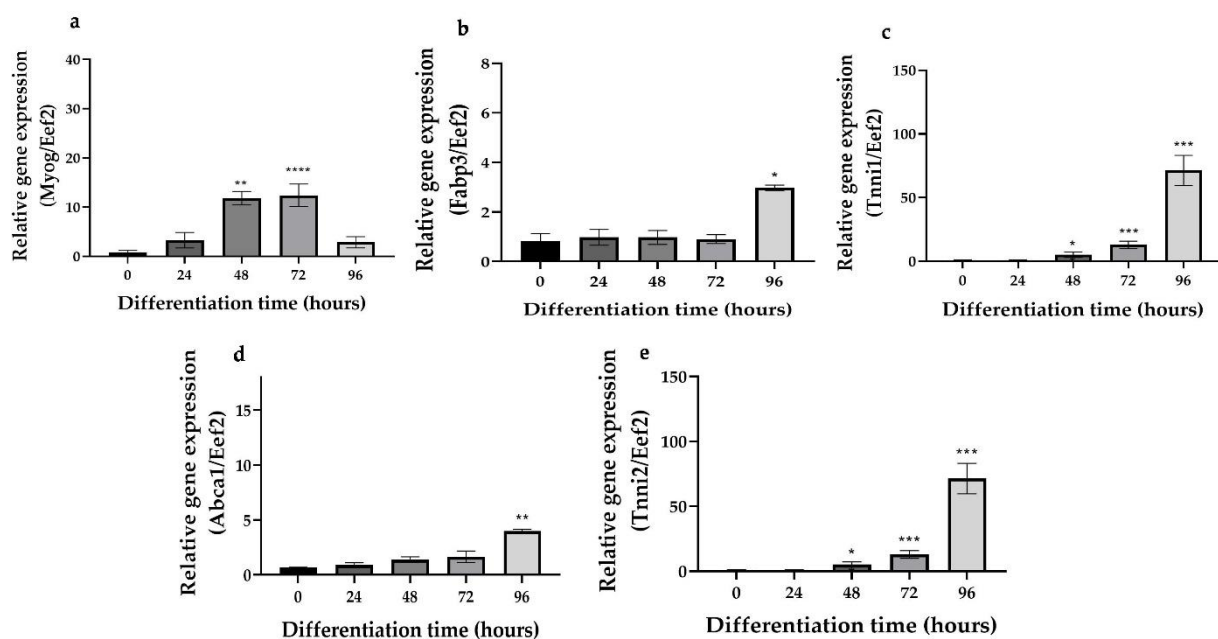 a
Relative gene expression
(Myog/Eef2)
40
30
20
10
0
**
****
0 24 48 72 96
Differentiation time (hours)
b
Relative gene expression
(Fabp3/Eef2)
8
6
4
2
0
*
0 24 48 72 96
Differentiation time (hours)
c
Relative gene expression
(Tnni1/Eef2)
150
100
50
0
*
***
***
0 24 48 72 96
Differentiation time (hours)
d
Relative gene expression
(Abca1/Eef2)
15
10
5
0
**
0 24 48 72 96
Differentiation time (hours)
e
Relative gene expression
(Tnni2/Eef2)
150
100
50
0
*
***
***
0 24 48 72 96
Differentiation time (hours)